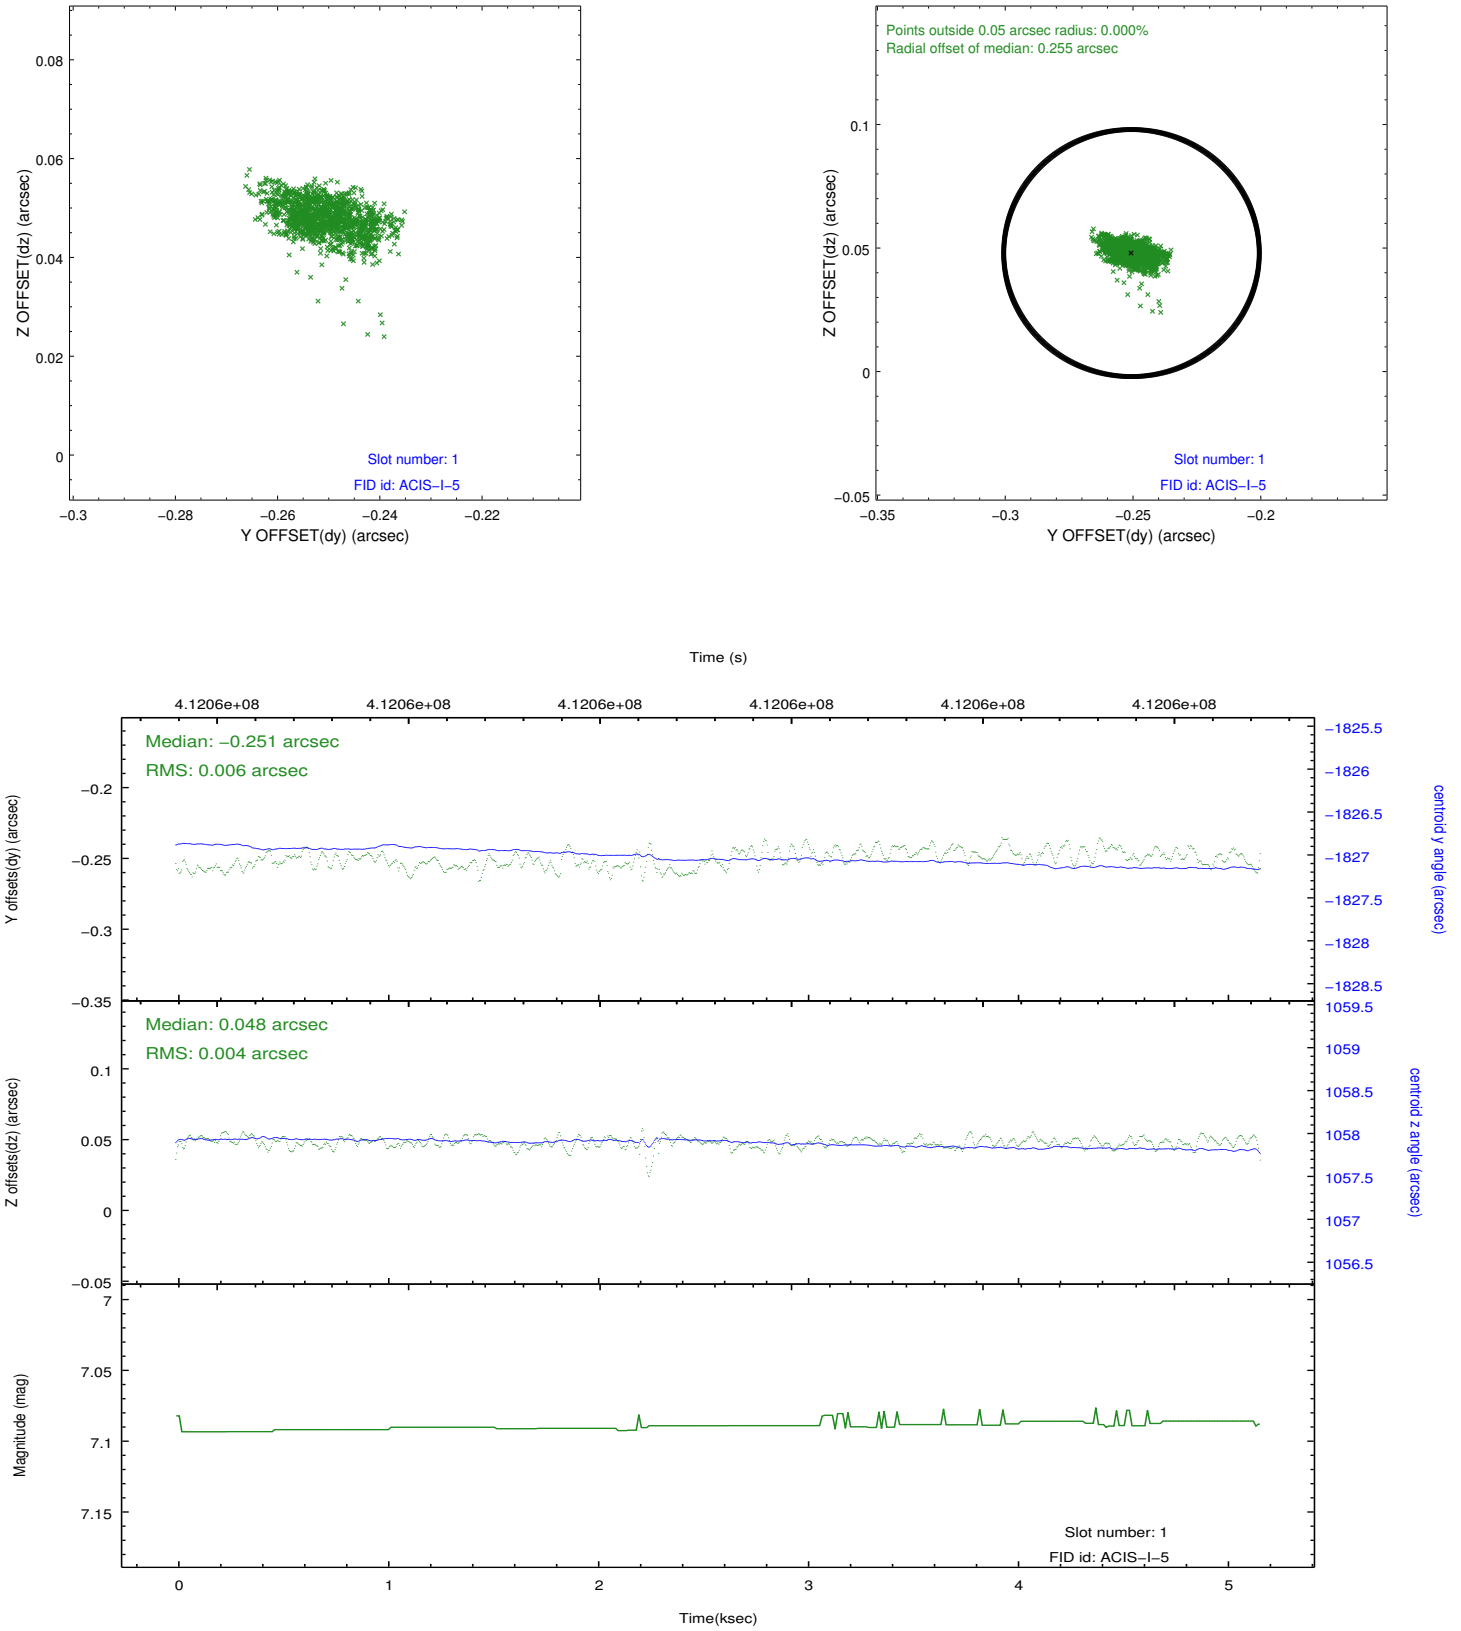 0.08
0.06
0.04
0.02
0
Z OFFSET(dz) (arcsec)
Slot number: 1
FID id: ACIS−I−5
−0.3 −0.28 −0.26 −0.24 −0.22
Y OFFSET(dy) (arcsec)
Points outside 0.05 arcsec radius: 0.000%
Radial offset of median: 0.255 arcsec
0.1
0.05
0
−0.05
Z OFFSET(dz) (arcsec)
Slot number: 1
FID id: ACIS−I−5
−0.35 −0.3 −0.25 −0.2
Y OFFSET(dy) (arcsec)
Time (s)
4.1206e+08 4.1206e+08 4.1206e+08 4.1206e+08 4.1206e+08 4.1206e+08
Median: −0.251 arcsec
RMS: 0.006 arcsec
−0.2
−0.25
−0.3
−0.35
Y offsets(dy) (arcsec)
−1825.5
−1826
−1826.5
−1827
−1827.5
−1828
−1828.5
centroid y angle (arcsec)
Median: 0.048 arcsec
RMS: 0.004 arcsec
0.1
0.05
0
−0.05
Z offsets(dz) (arcsec)
1059.5
1059
1058.5
1058
1057.5
1057
1056.5
centroid z angle (arcsec)
7
7.05
7.1
7.15
Magnitude (mag)
Slot number: 1
FID id: ACIS−I−5
0 1 2 3 4 5
Time(ksec)